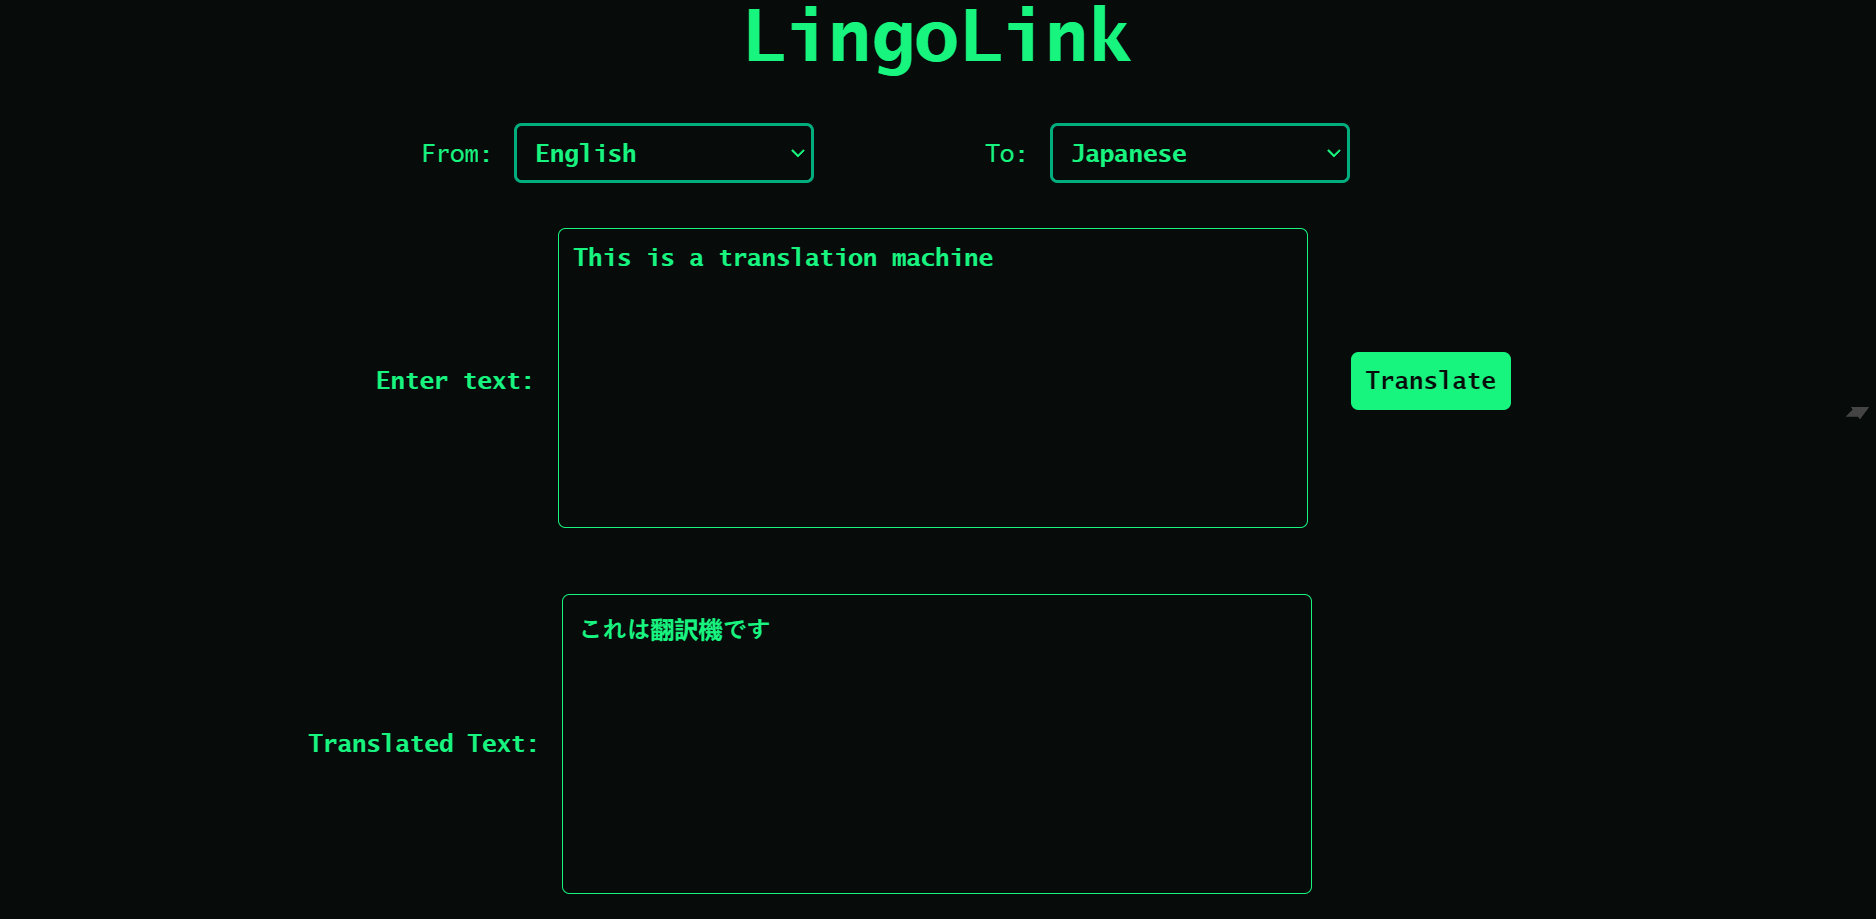 LingoLink
From: English To: Japanese
This is a translation machine
Enter text: Translate
これは翻訳機です
Translated Text: